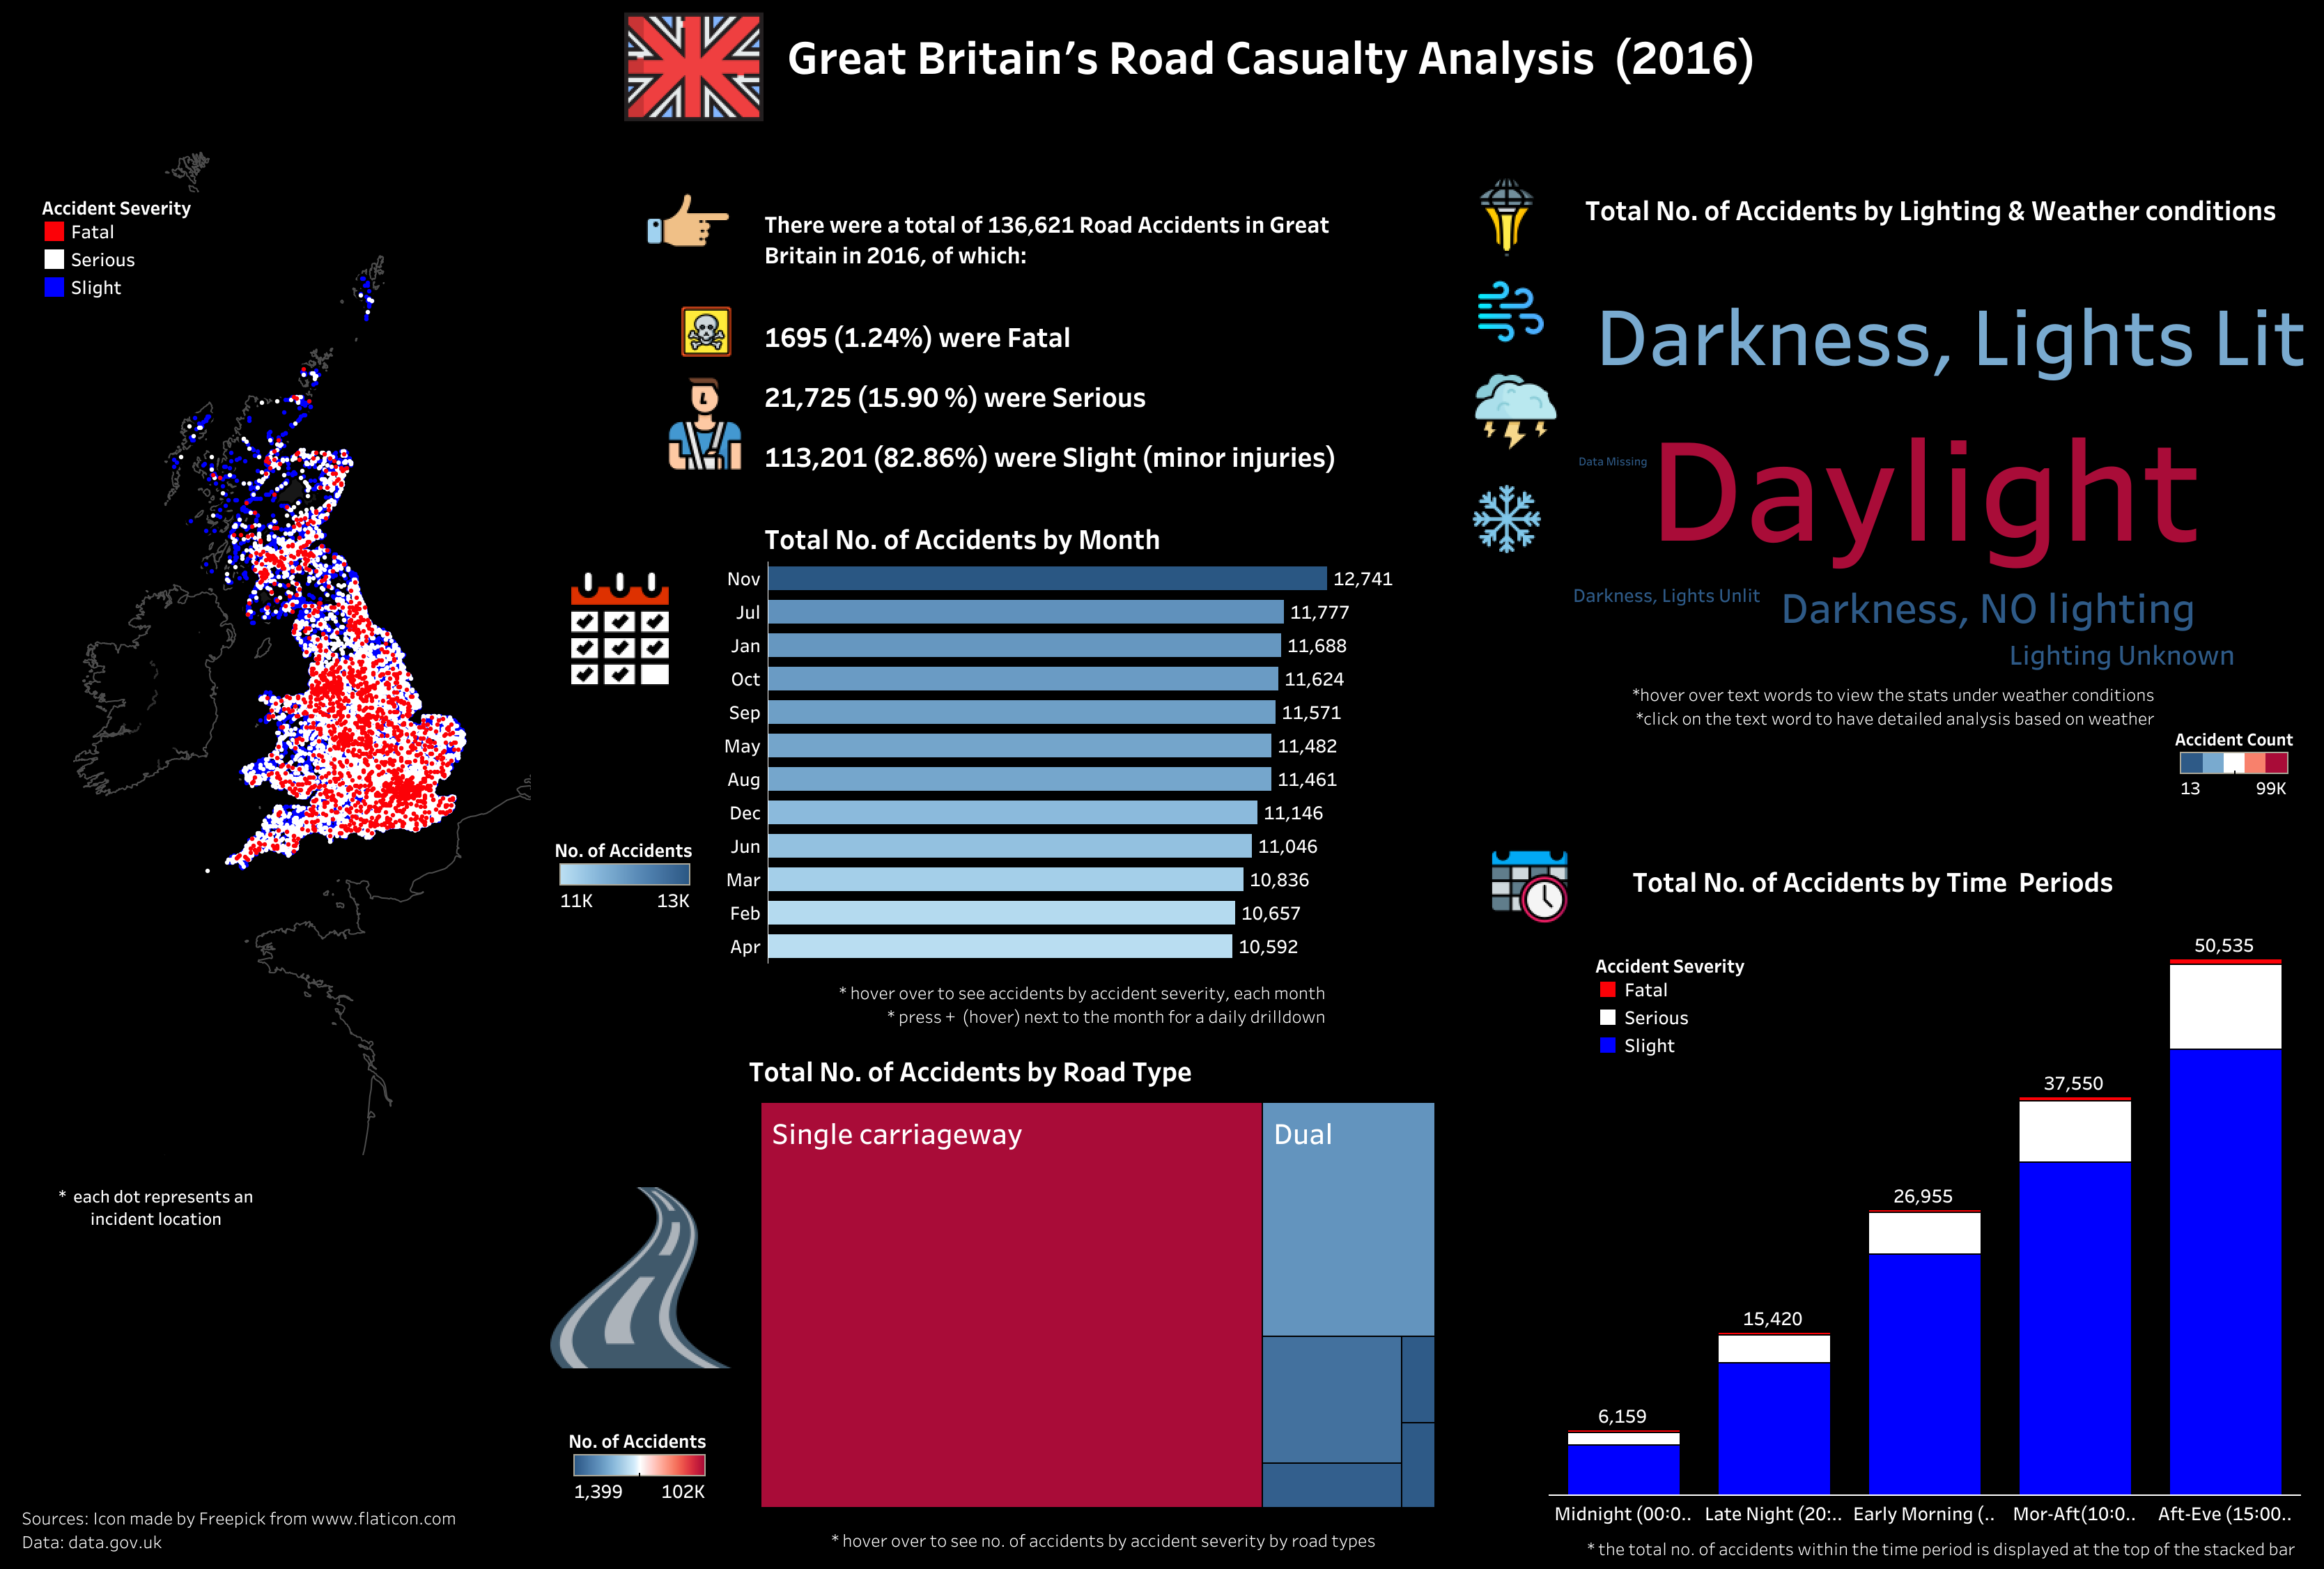 Great Britain’s Road Casualty Analysis (2016)
Accident Severity
Fatal
Serious
Slight
* each dot represents an
incident location
Sources: Icon made by Freepick from www.flaticon.com
Data: data.gov.uk
There were a total of 136,621 Road Accidents in Great
Britain in 2016, of which:
1695 (1.24%) were Fatal
21,725 (15.90 %) were Serious
113,201 (82.86%) were Slight (minor injuries)
Total No. of Accidents by Month
Nov 12,741
Jul 11,777
Jan 11,688
Oct 11,624
Sep 11,571
May 11,482
Aug 11,461
Dec 11,146
Jun 11,046
Mar 10,836
Feb 10,657
Apr 10,592
No. of Accidents
11K 13K
* hover over to see accidents by accident severity, each month
* press + (hover) next to the month for a daily drilldown
Total No. of Accidents by Road Type
Single carriageway
Dual
No. of Accidents
1,399 102K
* hover over to see no. of accidents by accident severity by road types
Total No. of Accidents by Lighting & Weather conditions
Darkness, Lights Lit
Data Missing
Daylight
Darkness, Lights Unlit
Darkness, NO lighting
Lighting Unknown
*hover over text words to view the stats under weather conditions
*click on the text word to have detailed analysis based on weather
Accident Count
13 99K
Total No. of Accidents by Time Periods
Accident Severity
Fatal
Serious
Slight
50,535
37,550
26,955
15,420
6,159
Midnight (00:0.. Late Night (20:.. Early Morning (.. Mor-Aft(10:0.. Aft-Eve (15:00..
* the total no. of accidents within the time period is displayed at the top of the stacked bar